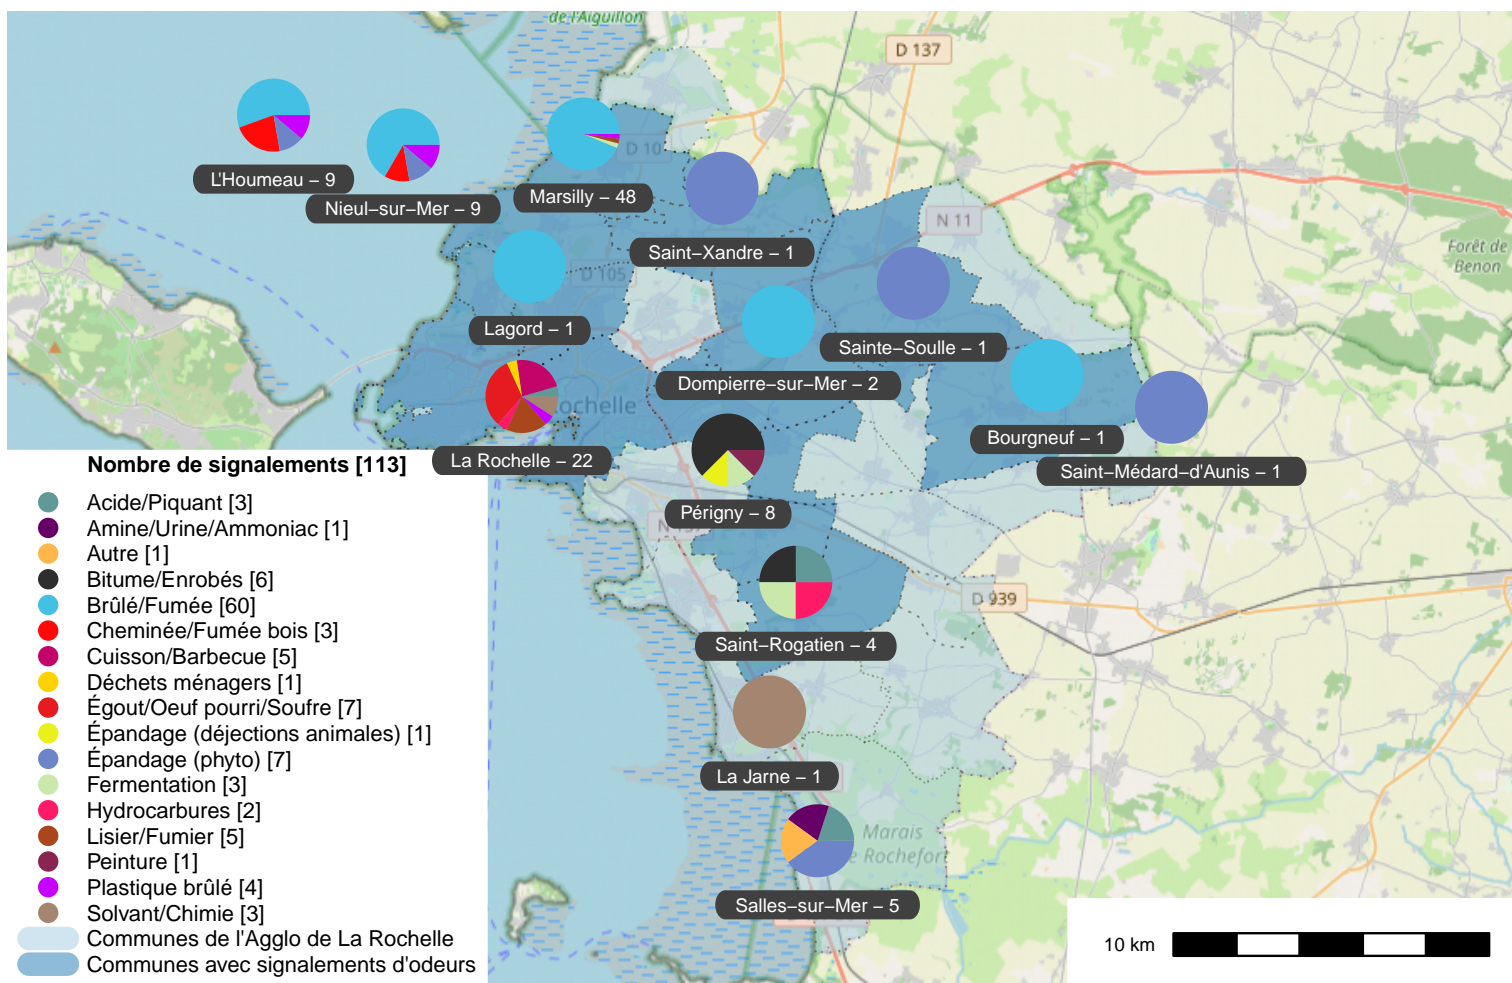 de l'Aiguillon
D 137
L'Houmeau – 9
Nieul–sur–Mer – 9
Marsilly – 48
D 10
N 11
Saint–Xandre – 1
Forêt de
Benon
D 105
Lagord – 1
Sainte–Soulle – 1
Dompierre–sur–Mer – 2
ochelle
Bourgneuf – 1
La Rochelle – 22
Saint–Médard–d'Aunis – 1
Périgny – 8
D 939
Saint–Rogatien – 4
La Jarne – 1
Marais
e Rochefort
Salles–sur–Mer – 5
Nombre de signalements [113]
Acide/Piquant [3]
Amine/Urine/Ammoniac [1]
Autre [1]
Bitume/Enrobés [6]
Brûlé/Fumée [60]
Cheminée/Fumée bois [3]
Cuisson/Barbecue [5]
Déchets ménagers [1]
Égout/Oeuf pourri/Soufre [7]
Épandage (déjections animales) [1]
Épandage (phyto) [7]
Fermentation [3]
Hydrocarbures [2]
Lisier/Fumier [5]
Peinture [1]
Plastique brûlé [4]
Solvant/Chimie [3]
Communes de l'Agglo de La Rochelle
Communes avec signalements d'odeurs
10 km